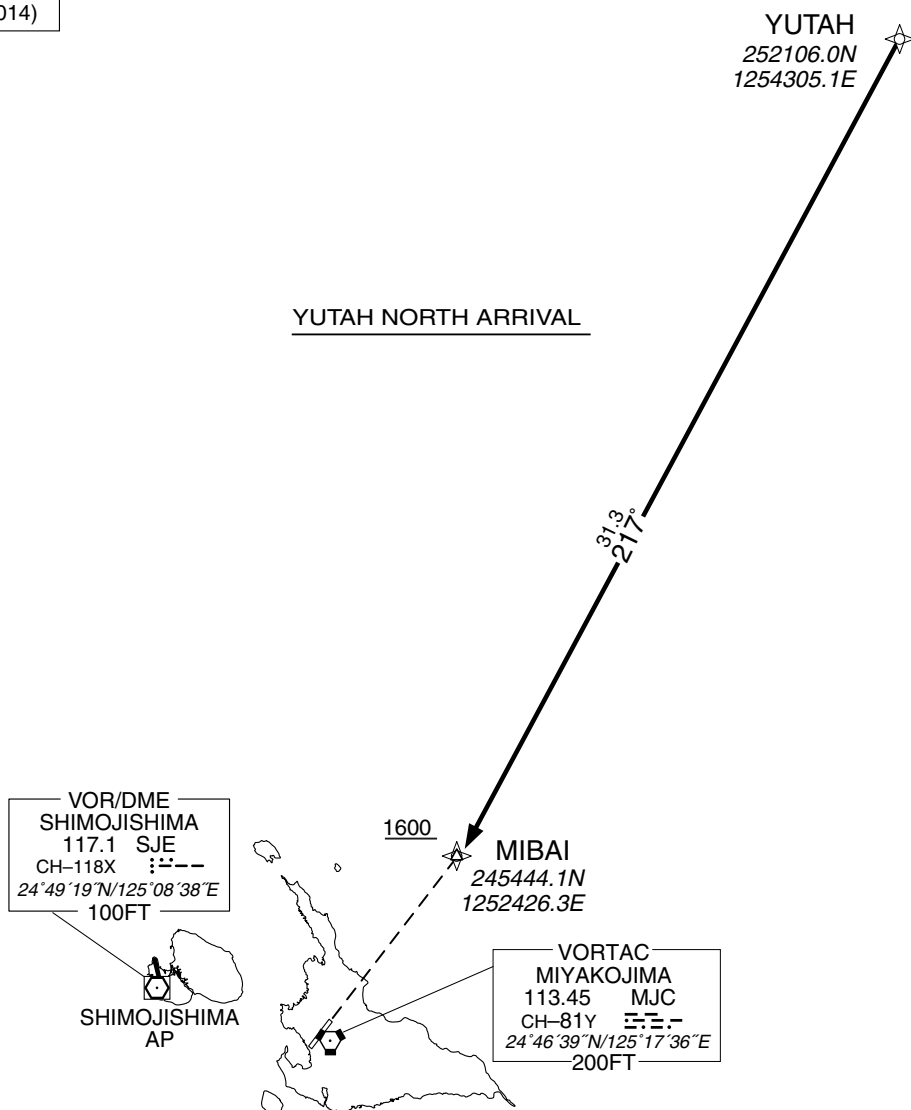 014)
YUTAH
252106.0N
1254305.1E
YUTAH NORTH ARRIVAL
31.3
217°
1600
MIBAI
245444.1N
1252426.3E
VOR/DME
SHIMOJISHIMA
117.1 SJE
CH–118X
24°49′19″N/125°08′38″E
100FT
SHIMOJISHIMA
AP
VORTAC
MIYAKOJIMA
113.45 MJC
CH–81Y
24°46′39″N/125°17′36″E
200FT